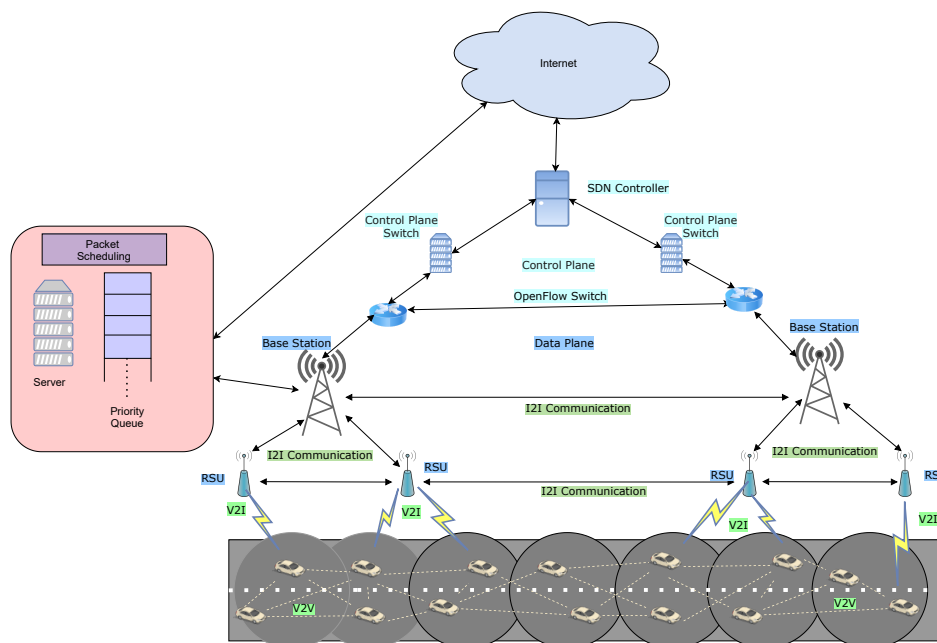 Internet
SDN Controller
Control Plane
Switch
Control Plane
Switch
Packet
Scheduling
Control Plane
OpenFlow Switch
Base Station
Data Plane
Base Station
Server
Priority
Queue
I2I Communication
I2I Communication
I2I Communication
RSU
RSU
RSU
RS
I2I Communication
V2I
V2I
V2I
V2I
V2V
V2V